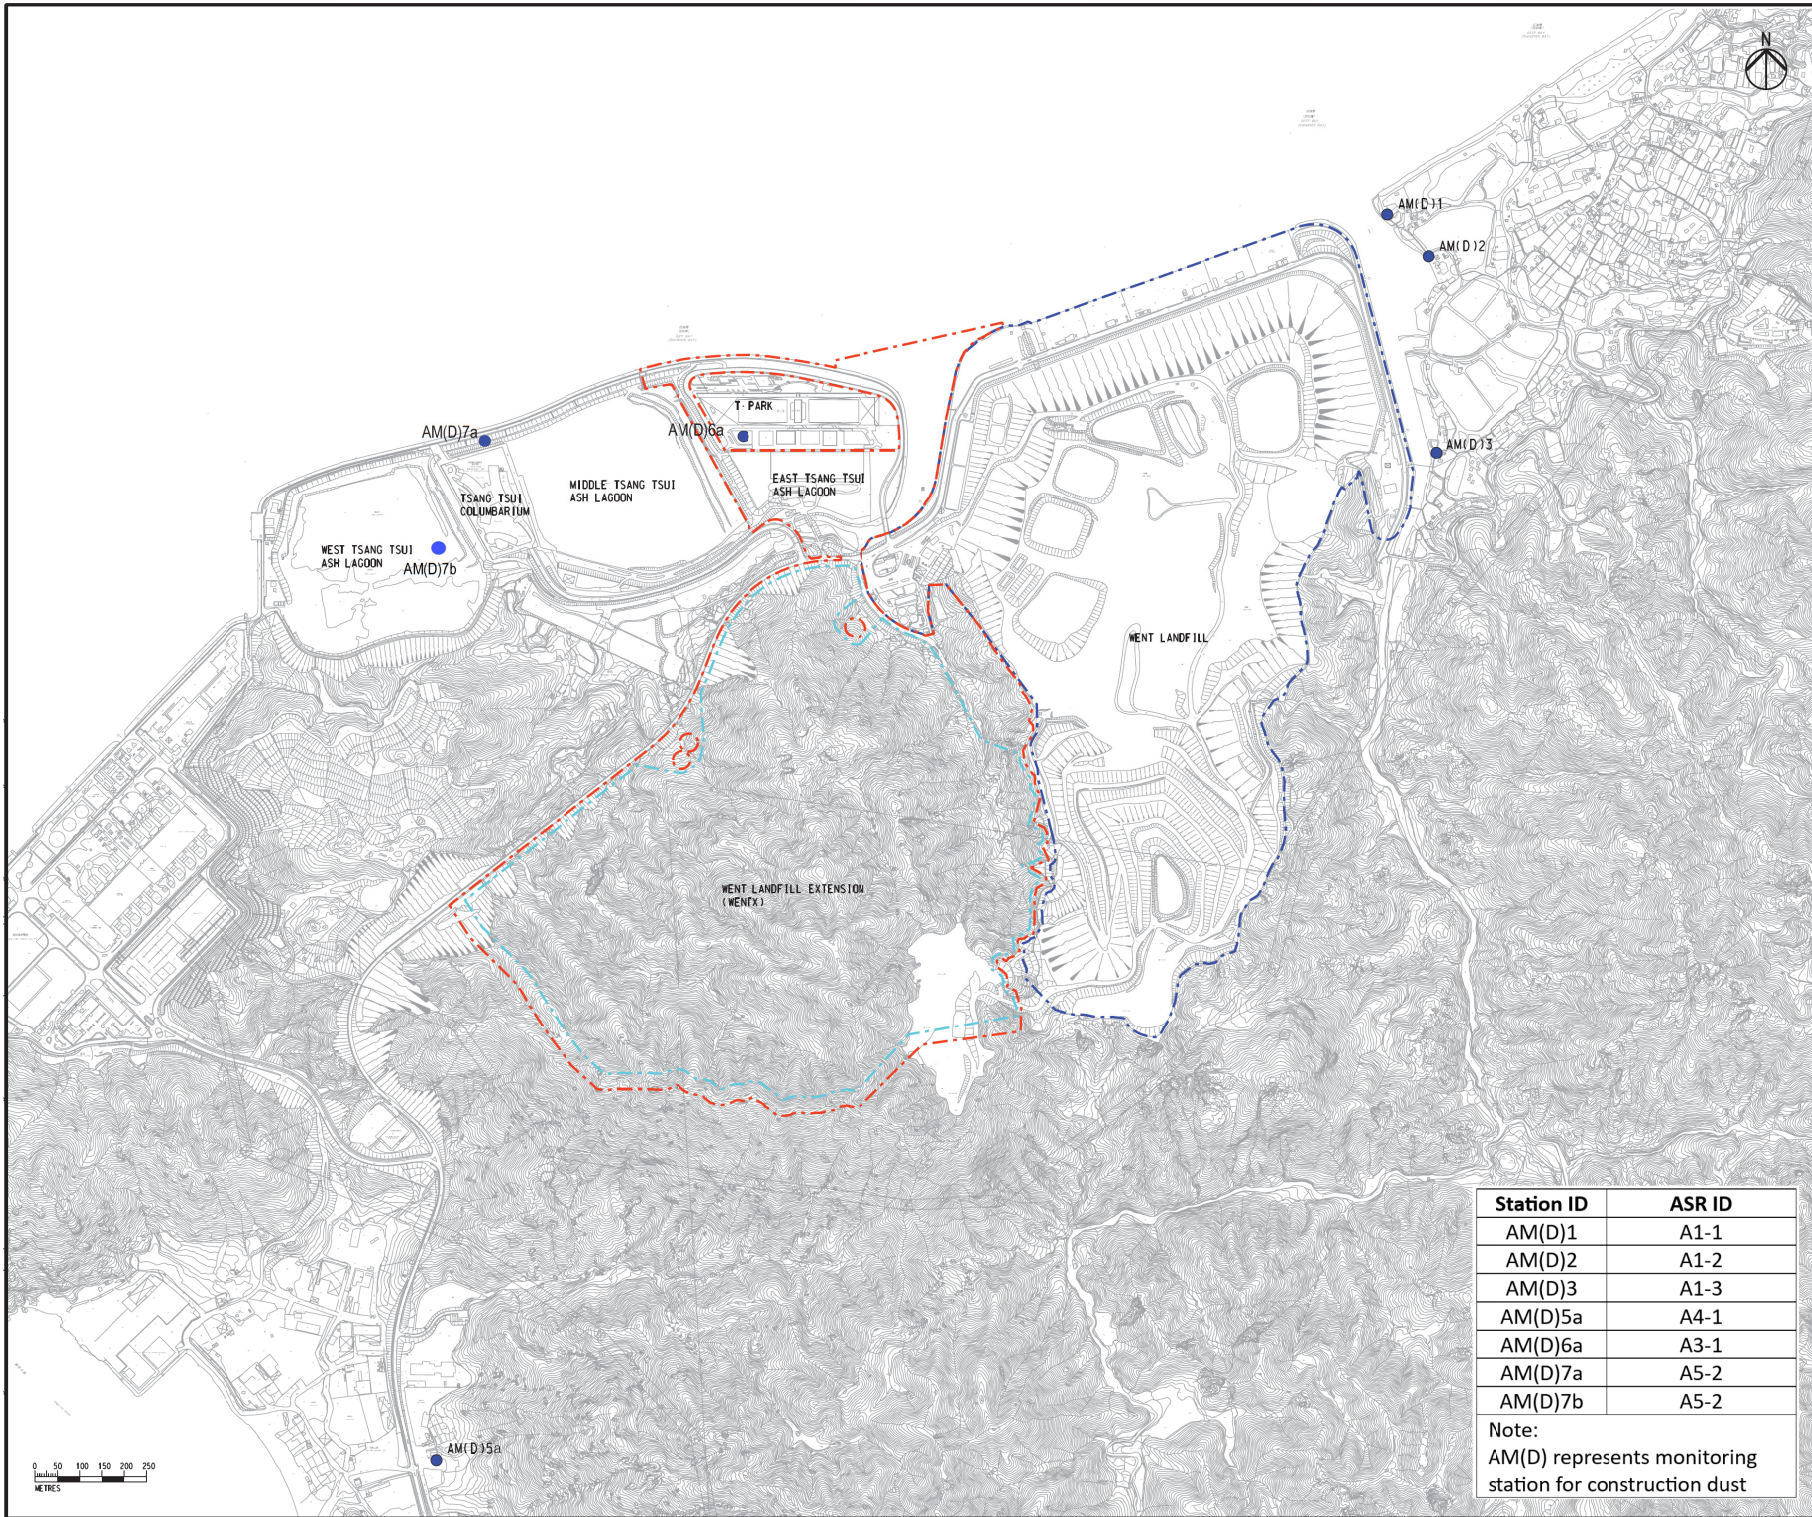 N
AM(D)1
AM(D)2
AM(D)3
T·PARK
AM(D)6a
AM(D)7a
EAST TSANG TSUI
ASH LAGOON
MIDDLE TSANG TSUI
ASH LAGOON
TSANG TSUI
COLUMBARIUM
WEST TSANG TSUI
ASH LAGOON
AM(D)7b
WENT LANDFILL
WENT LANDFILL EXTENSION
(WENTX)
AM(D)5a
0 50 100 150 200 250
METRES
Station ID ASR ID
AM(D)1 A1-1
AM(D)2 A1-2
AM(D)3 A1-3
AM(D)5a A4-1
AM(D)6a A3-1
AM(D)7a A5-2
AM(D)7b A5-2
Note:
AM(D) represents monitoring
station for construction dust